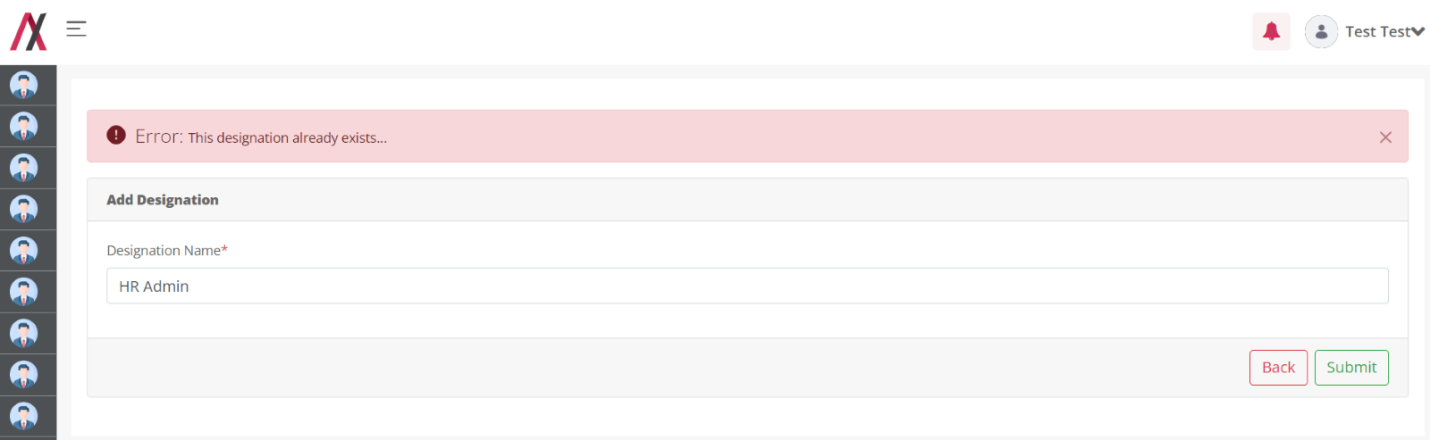 Test Test
Error: This designation already exists...
Add Designation
Designation Name*
HR Admin
Back Submit